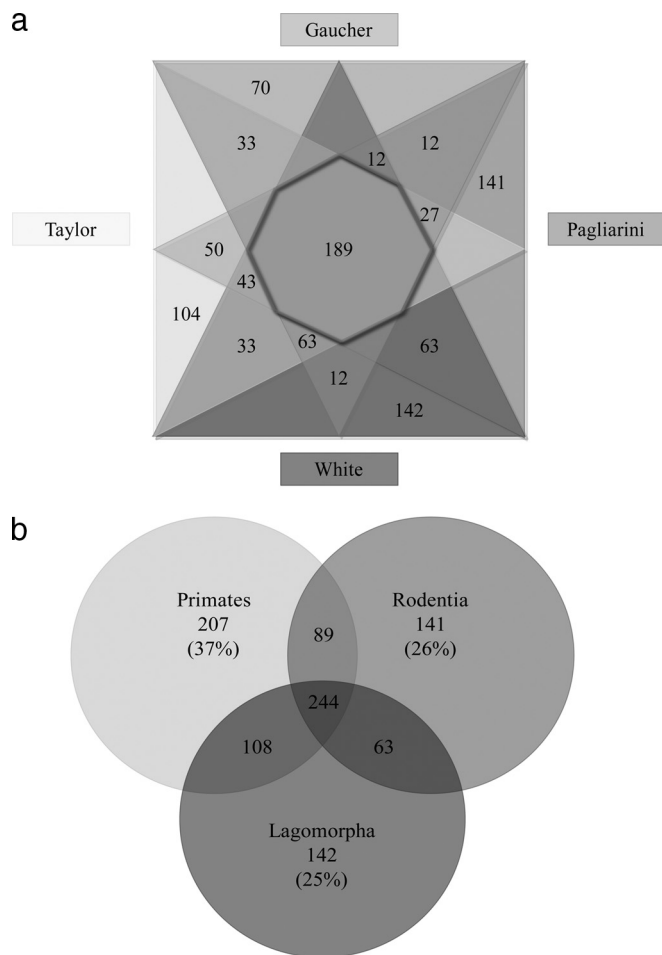 a
Gaucher
70
33
12
12
141
27
Taylor
Pagliarini
50
189
43
104
33
63
63
12
142
White
b
Primates
207
(37%)
Rodentia
141
(26%)
89
244
108
63
Lagomorpha
142
(25%)